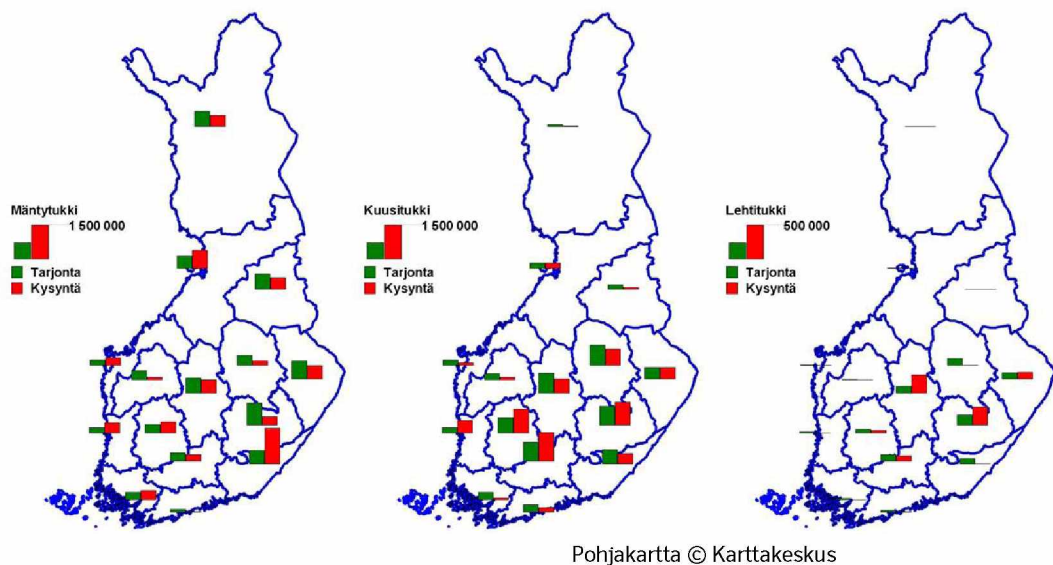 Mäntytukki
1 500 000
Tarjonta
Kysyntä
Kuusitukki
1 500 000
Tarjonta
Kysyntä
Lehtitukki
500 000
Tarjonta
Kysyntä
Pohjakartta © Karttakeskus